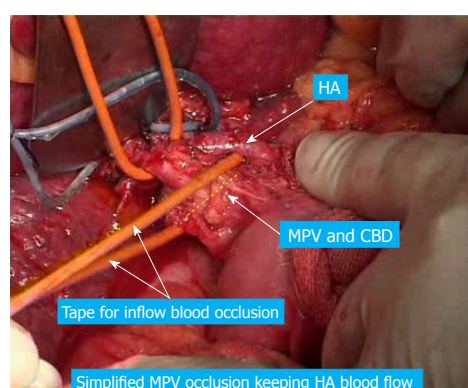 HA
MPV and CBD
Tape for inflow blood occlusion
Simplified MPV occlusion keeping HA blood flow